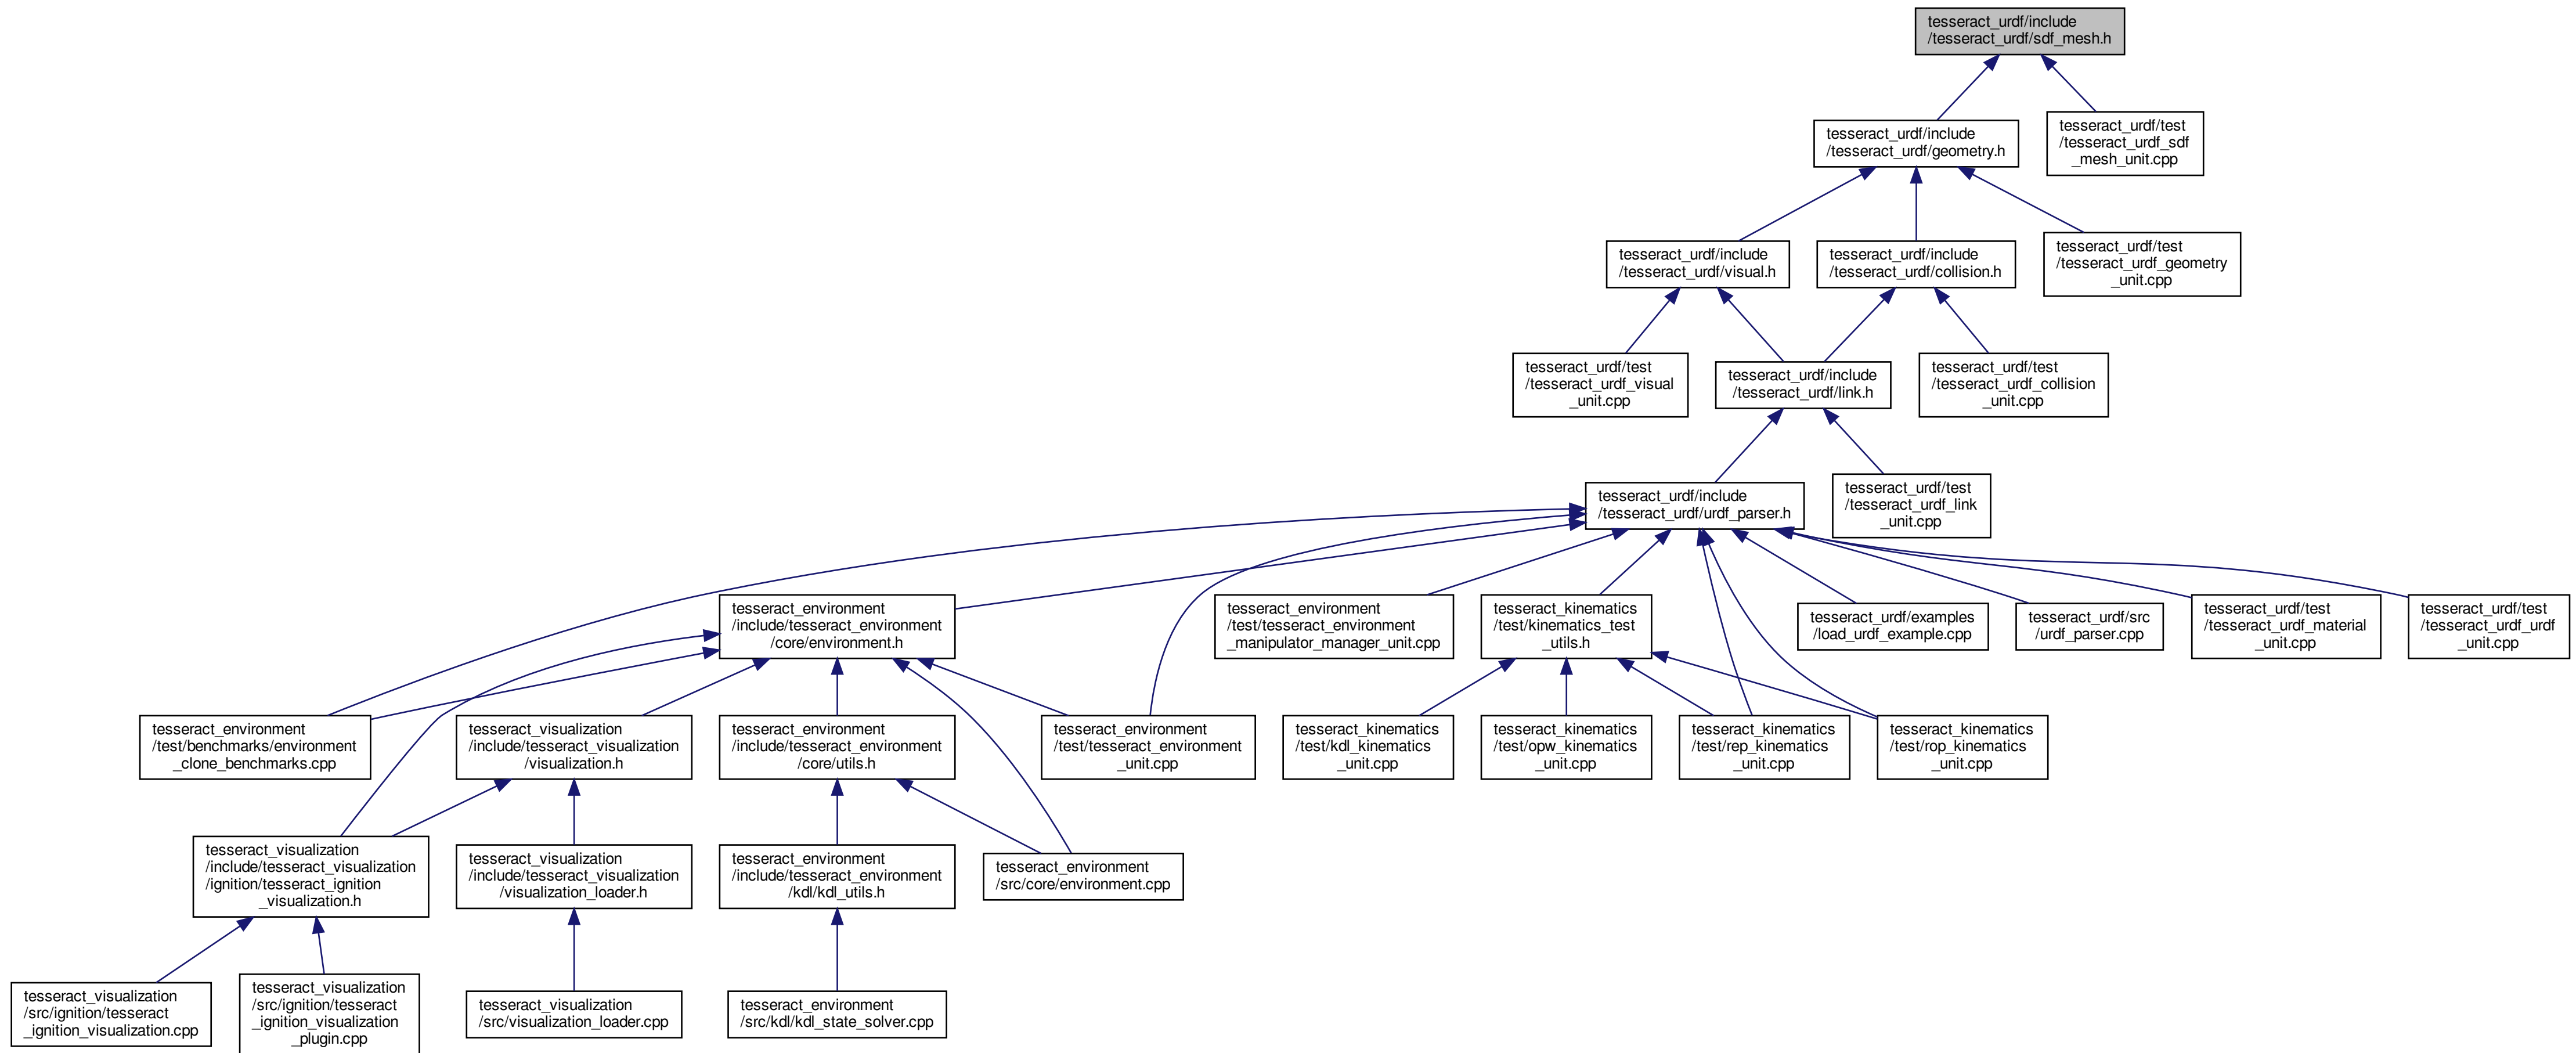 tesseract_urdf/include
/tesseract_urdf/sdf_mesh.h
tesseract_urdf/include
/tesseract_urdf/geometry.h
tesseract_urdf/test
/tesseract_urdf_sdf
_mesh_unit.cpp
tesseract_urdf/include
/tesseract_urdf/visual.h
tesseract_urdf/include
/tesseract_urdf/collision.h
tesseract_urdf/test
/tesseract_urdf_geometry
_unit.cpp
tesseract_urdf/test
/tesseract_urdf_visual
_unit.cpp
tesseract_urdf/include
/tesseract_urdf/link.h
tesseract_urdf/test
/tesseract_urdf_collision
_unit.cpp
tesseract_urdf/include
/tesseract_urdf/urdf_parser.h
tesseract_urdf/test
/tesseract_urdf_link
_unit.cpp
tesseract_environment
/include/tesseract_environment
/core/environment.h
tesseract_environment
/test/tesseract_environment
_manipulator_manager_unit.cpp
tesseract_kinematics
/test/kinematics_test
_utils.h
tesseract_urdf/examples
/load_urdf_example.cpp
tesseract_urdf/src
/urdf_parser.cpp
tesseract_urdf/test
/tesseract_urdf_material
_unit.cpp
tesseract_urdf/test
/tesseract_urdf_urdf
_unit.cpp
tesseract_environment
/test/benchmarks/environment
_clone_benchmarks.cpp
tesseract_visualization
/include/tesseract_visualization
/visualization.h
tesseract_environment
/include/tesseract_environment
/core/utils.h
tesseract_environment
/test/tesseract_environment
_unit.cpp
tesseract_kinematics
/test/kdl_kinematics
_unit.cpp
tesseract_kinematics
/test/opw_kinematics
_unit.cpp
tesseract_kinematics
/test/rep_kinematics
_unit.cpp
tesseract_kinematics
/test/rop_kinematics
_unit.cpp
tesseract_visualization
/include/tesseract_visualization
/ignition/tesseract_ignition
_visualization.h
tesseract_visualization
/include/tesseract_visualization
/visualization_loader.h
tesseract_environment
/include/tesseract_environment
/kdl/kdl_utils.h
tesseract_environment
/src/core/environment.cpp
tesseract_visualization
/src/ignition/tesseract
_ignition_visualization.cpp
tesseract_visualization
/src/ignition/tesseract
_ignition_visualization
_plugin.cpp
tesseract_visualization
/src/visualization_loader.cpp
tesseract_environment
/src/kdl/kdl_state_solver.cpp